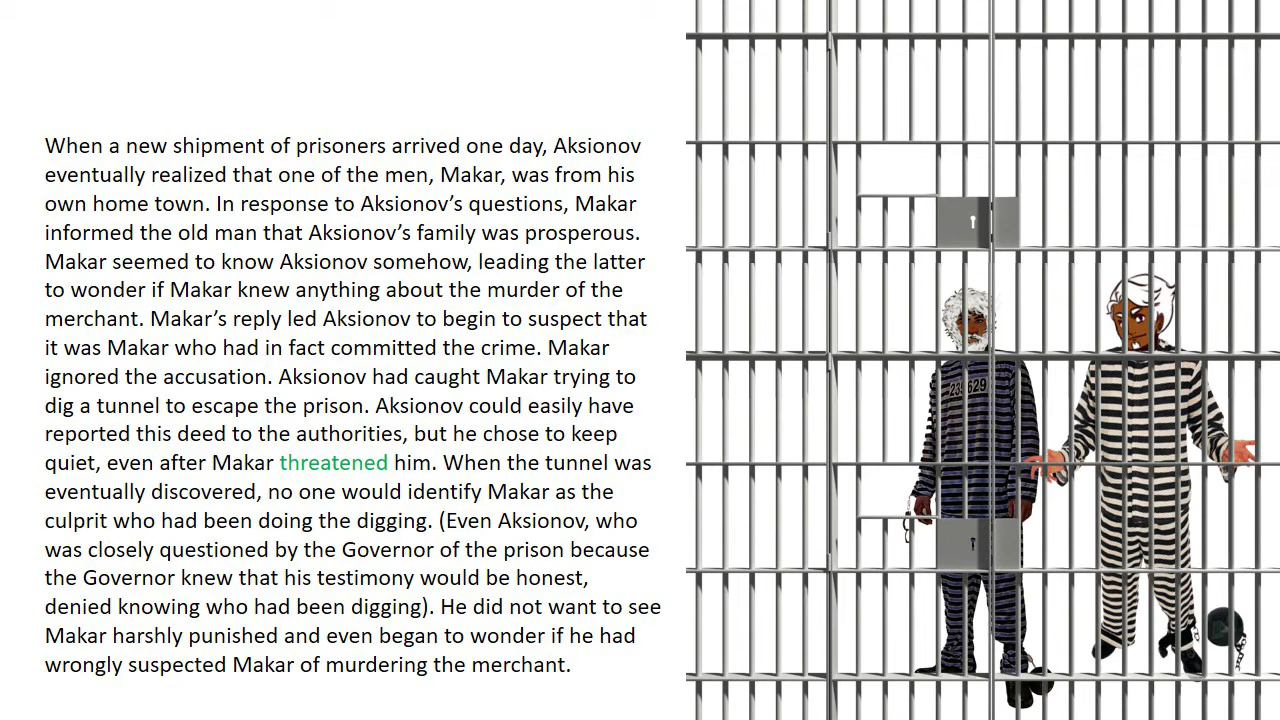 When a new shipment of prisoners arrived one day, Aksionov
eventually realized that one of the men, Makar, was from his
own home town. In response to Aksionov’s questions, Makar
informed the old man that Aksionov’s family was prosperous.
Makar seemed to know Aksionov somehow, leading the latter
to wonder if Makar knew anything about the murder of the
merchant. Makar’s reply led Aksionov to begin to suspect that
it was Makar who had in fact committed the crime. Makar
ignored the accusation. Aksionov had caught Makar trying to
dig a tunnel to escape the prison. Aksionov could easily have
reported this deed to the authorities, but he chose to keep
quiet, even after Makar threatened him. When the tunnel was
eventually discovered, no one would identify Makar as the
culprit who had been doing the digging. (Even Aksionov, who
was closely questioned by the Governor of the prison because
the Governor knew that his testimony would be honest,
denied knowing who had been digging). He did not want to see
Makar harshly punished and even began to wonder if he had
wrongly suspected Makar of murdering the merchant.